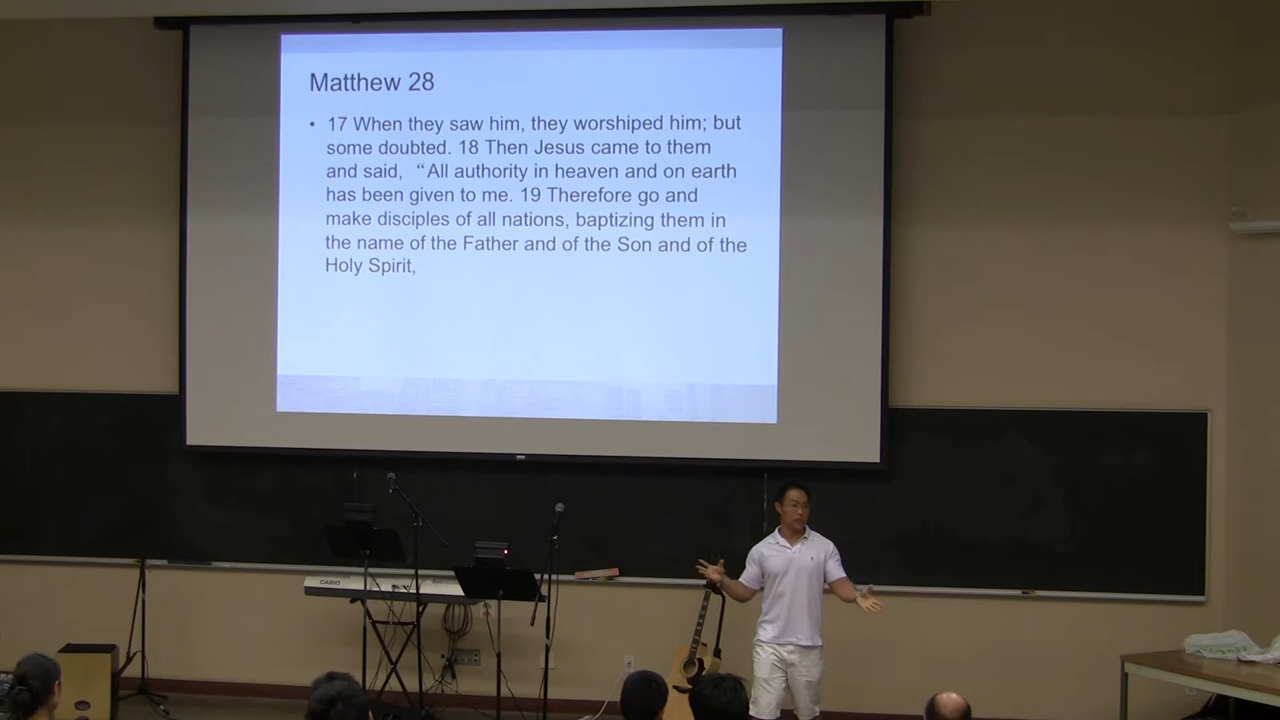 Matthew 28
• 17 When they saw him, they worshiped him; but
some doubted. 18 Then Jesus came to them
and said, “All authority in heaven and on earth
has been given to me. 19 Therefore go and
make disciples of all nations, baptizing them in
the name of the Father and of the Son and of the
Holy Spirit,
CASIO